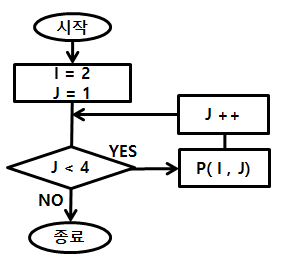 시작
I = 2
J = 1
J ++
YES
J < 4
P( I , J)
NO
종료